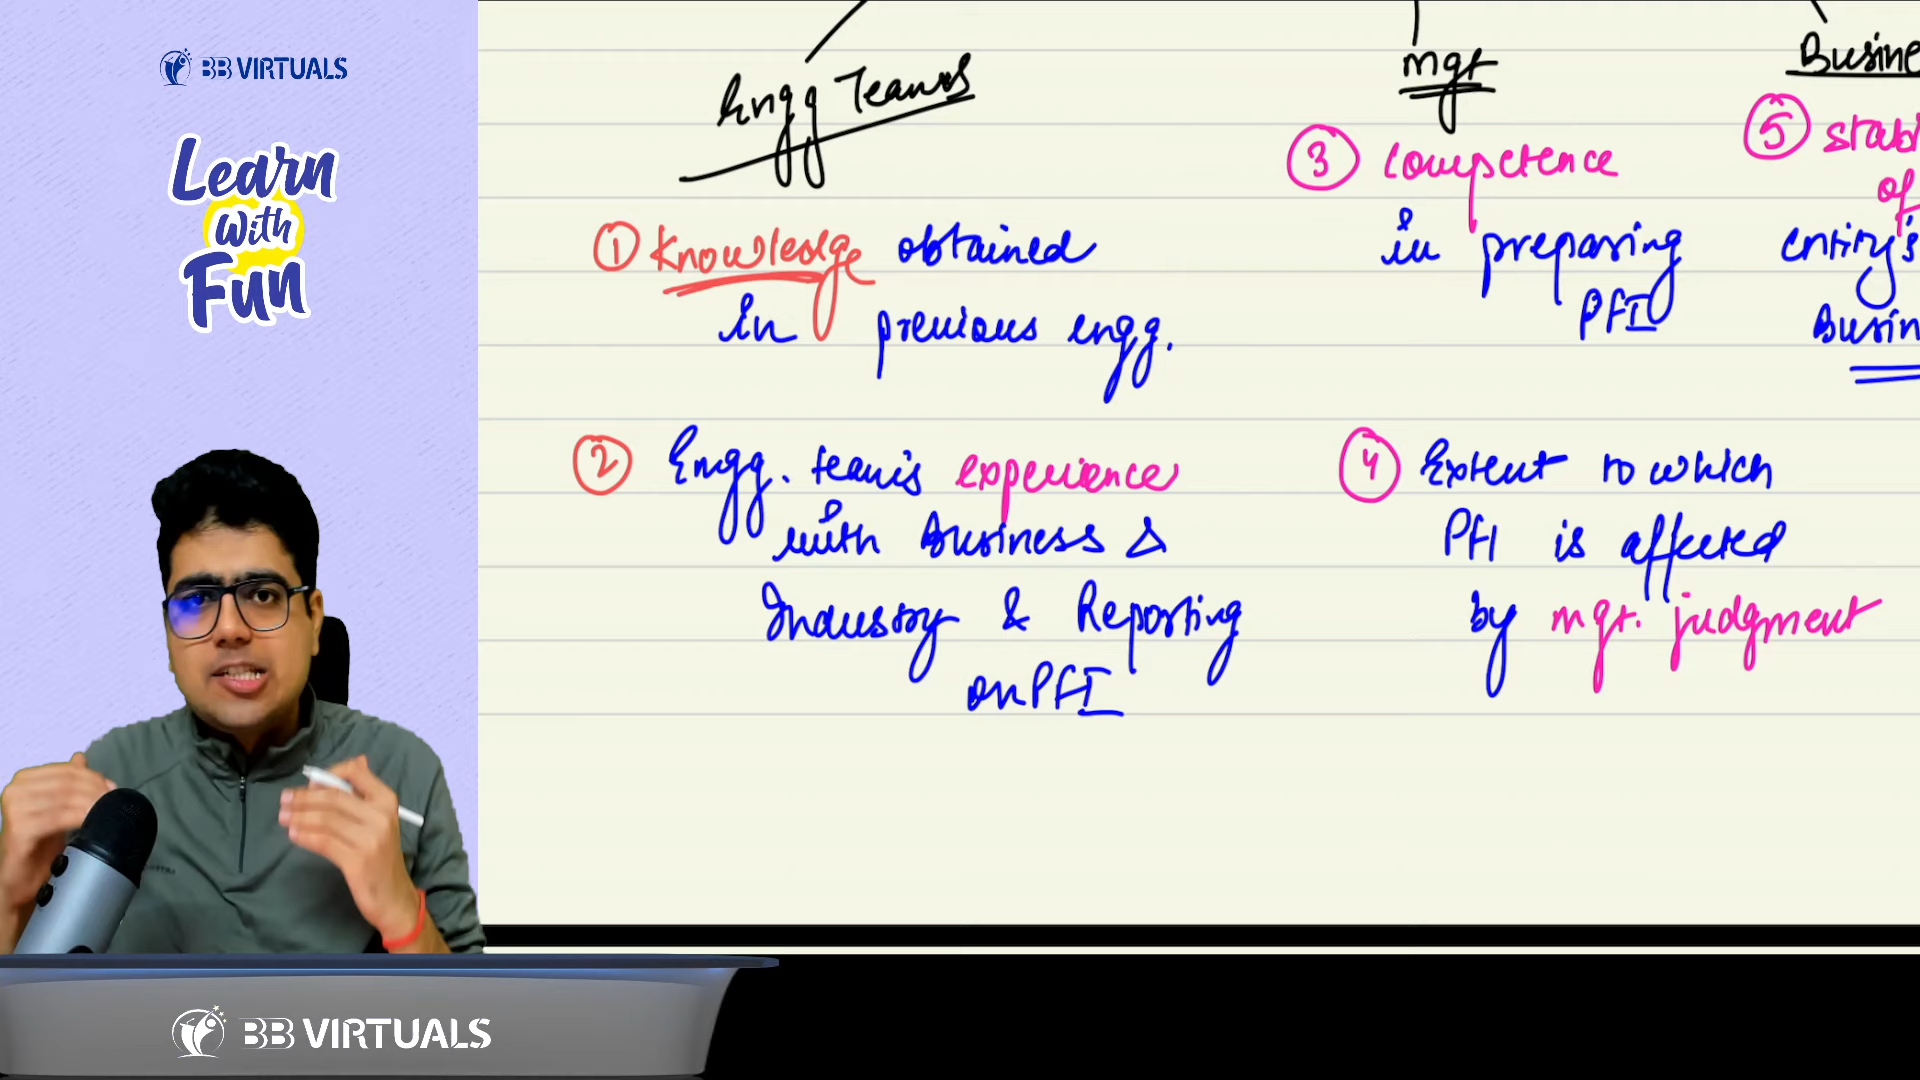 BB VIRTUALS
Learn
With
Fun
Engg Teams
① Knowledge obtained
in previous engg.
② Engg. team's experience
with Business &
Industry & Reporting
on PFI
mgt
③ competence
in preparing
PFI
④ Extent to which
PFI is affected
by mgt. judgment
Busine
⑤ stabi
of
entity's
Busin
BB VIRTUALS